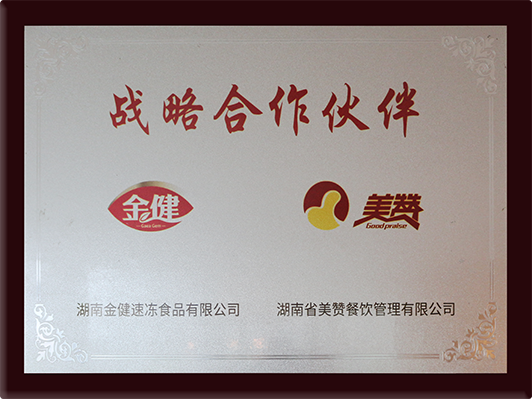 战略合作伙伴
金健
美赞
Good praise
湖南金健速冻食品有限公司
湖南省美赞餐饮管理有限公司